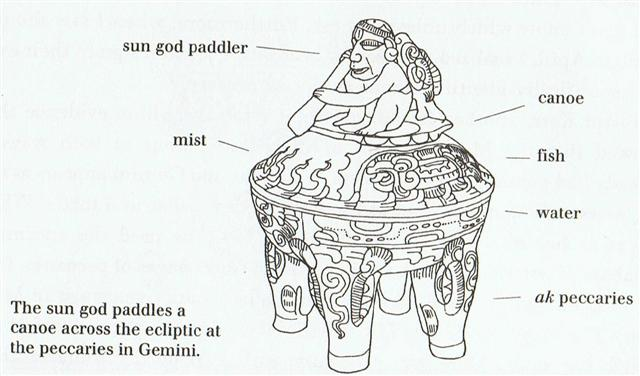 sun god paddler
canoe
mist
fish
water
ak peccaries
The sun god paddles a
canoe across the ecliptic at
the peccaries in Gemini.